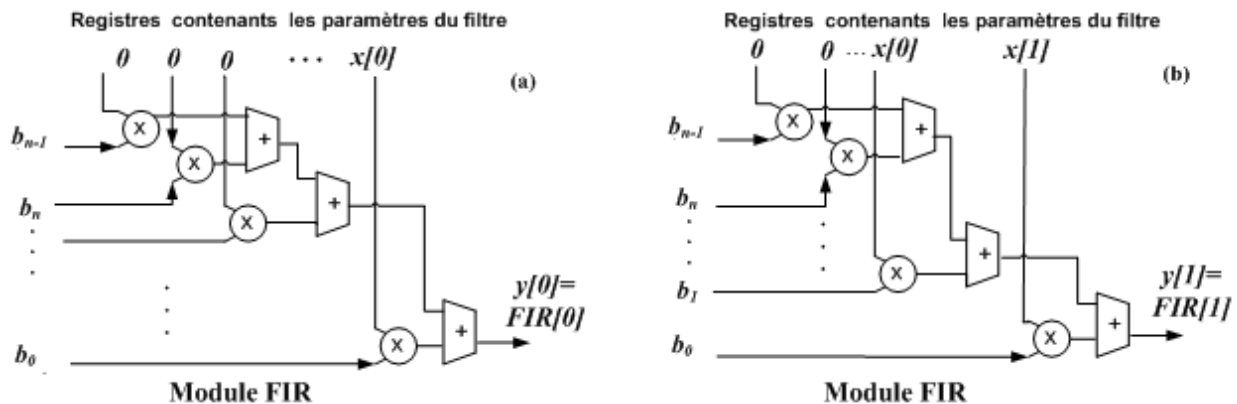 Registres contenants les paramètres du filtre
0 0 0 ... x[0]
(a)
X
+
b_{n-1}
X
+
b_n
X
y[0]=
FIR[0]
+
X
b_0
Module FIR
Registres contenants les paramètres du filtre
0 0 ... x[0] x[1]
(b)
X
+
b_{n-1}
X
b_n
+
X
b_1
y[1]=
FIR[1]
+
X
b_0
Module FIR